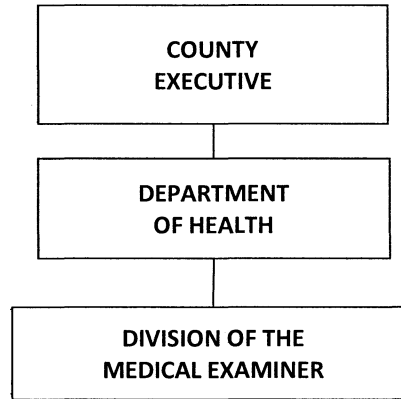 COUNTY
EXECUTIVE
DEPARTMENT
OF HEALTH
DIVISION OF THE
MEDICAL EXAMINER